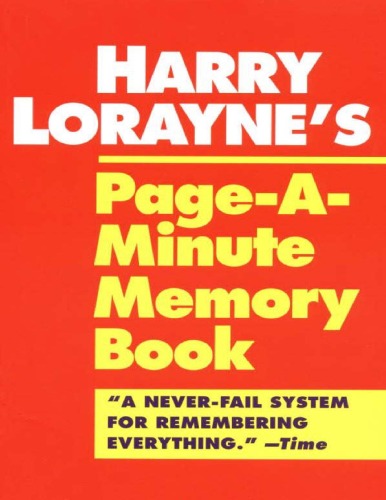 HARRY
LORAYNE'S
Page-A-
Minute
Memory
Book
"A NEVER-FAIL SYSTEM
FOR REMEMBERING
EVERYTHING." —Time